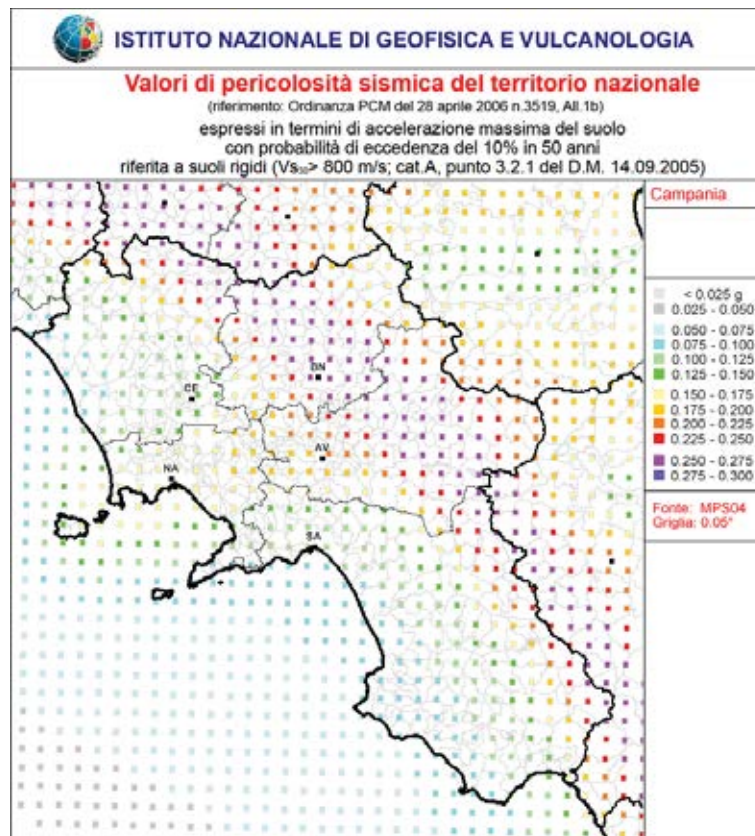 ISTITUTO NAZIONALE DI GEOFISICA E VULCANOLOGIA
Valori di pericolosità sismica del territorio nazionale
(riferimento: Ordinanza PCM del 28 aprile 2006 n.3519, All.1b)
espressi in termini di accelerazione massima del suolo
con probabilità di eccedenza del 10% in 50 anni
riferita a suoli rigidi (Vs₃₀> 800 m/s; cat.A, punto 3.2.1 del D.M. 14.09.2005)
Campania
< 0.025 g
0.025 - 0.050
0.050 - 0.075
0.075 - 0.100
0.100 - 0.125
0.125 - 0.150
0.150 - 0.175
0.175 - 0.200
0.200 - 0.225
0.225 - 0.250
0.250 - 0.275
0.275 - 0.300
Fonte: MPS04
Griglia: 0.05°
BN
CE
AV
NA
SA